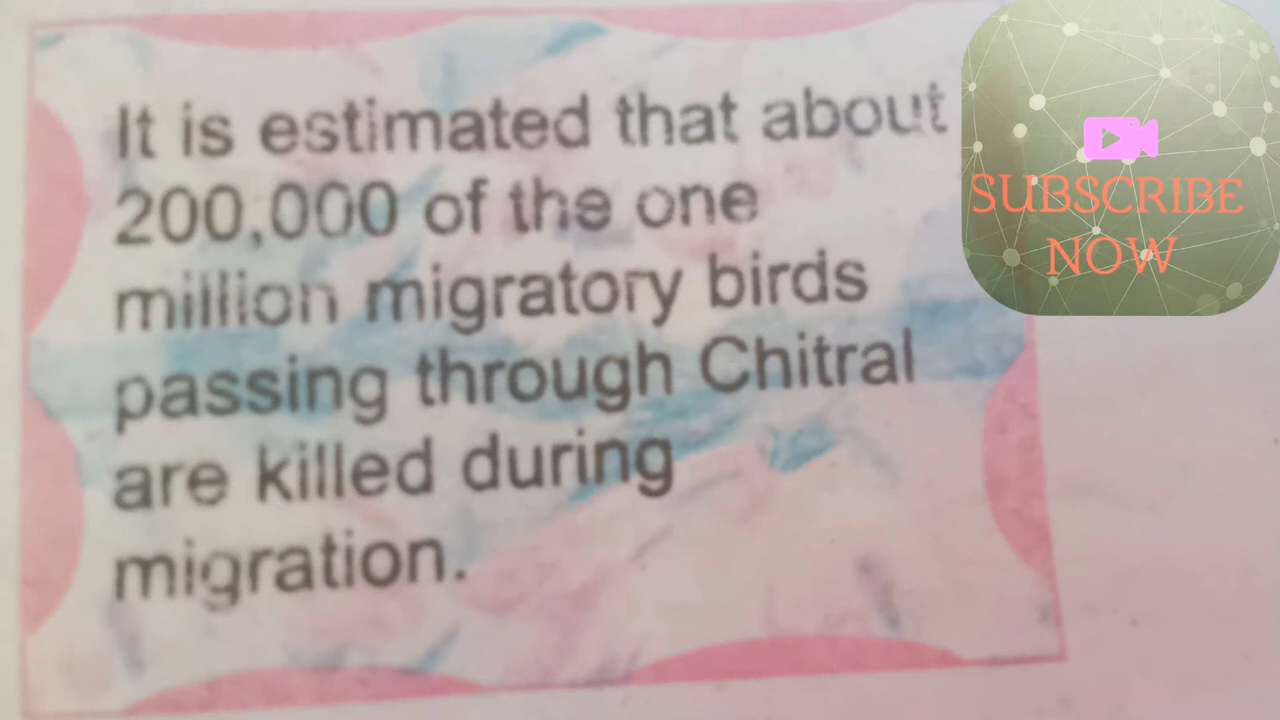 It is estimated that about
200,000 of the one
million migratory birds
passing through Chitral
are killed during
migration.
SUBSCRIBE
NOW